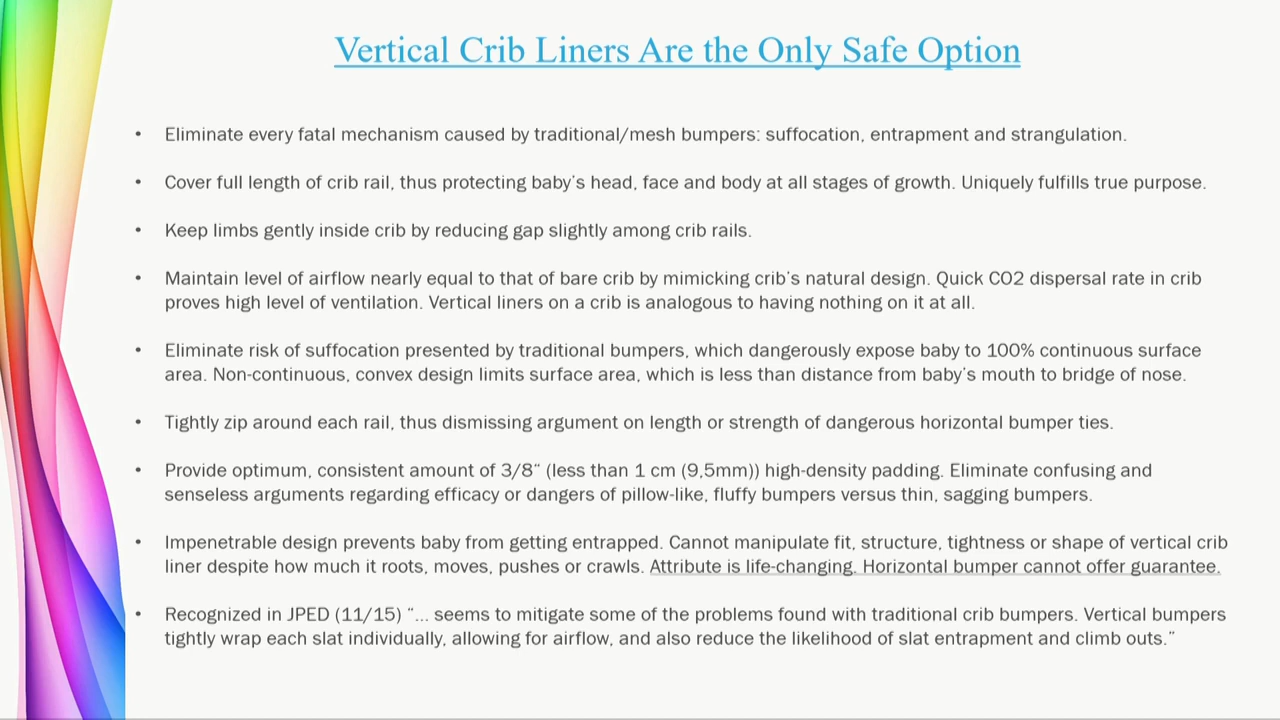 Vertical Crib Liners Are the Only Safe Option
• Eliminate every fatal mechanism caused by traditional/mesh bumpers: suffocation, entrapment and strangulation.
• Cover full length of crib rail, thus protecting baby's head, face and body at all stages of growth. Uniquely fulfills true purpose.
• Keep limbs gently inside crib by reducing gap slightly among crib rails.
• Maintain level of airflow nearly equal to that of bare crib by mimicking crib's natural design. Quick CO2 dispersal rate in crib
proves high level of ventilation. Vertical liners on a crib is analogous to having nothing on it at all.
• Eliminate risk of suffocation presented by traditional bumpers, which dangerously expose baby to 100% continuous surface
area. Non-continuous, convex design limits surface area, which is less than distance from baby's mouth to bridge of nose.
• Tightly zip around each rail, thus dismissing argument on length or strength of dangerous horizontal bumper ties.
• Provide optimum, consistent amount of 3/8“ (less than 1 cm (9,5mm)) high-density padding. Eliminate confusing and
senseless arguments regarding efficacy or dangers of pillow-like, fluffy bumpers versus thin, sagging bumpers.
• Impenetrable design prevents baby from getting entrapped. Cannot manipulate fit, structure, tightness or shape of vertical crib
liner despite how much it roots, moves, pushes or crawls. Attribute is life-changing. Horizontal bumper cannot offer guarantee.
• Recognized in JPED (11/15) “... seems to mitigate some of the problems found with traditional crib bumpers. Vertical bumpers
tightly wrap each slat individually, allowing for airflow, and also reduce the likelihood of slat entrapment and climb outs.”